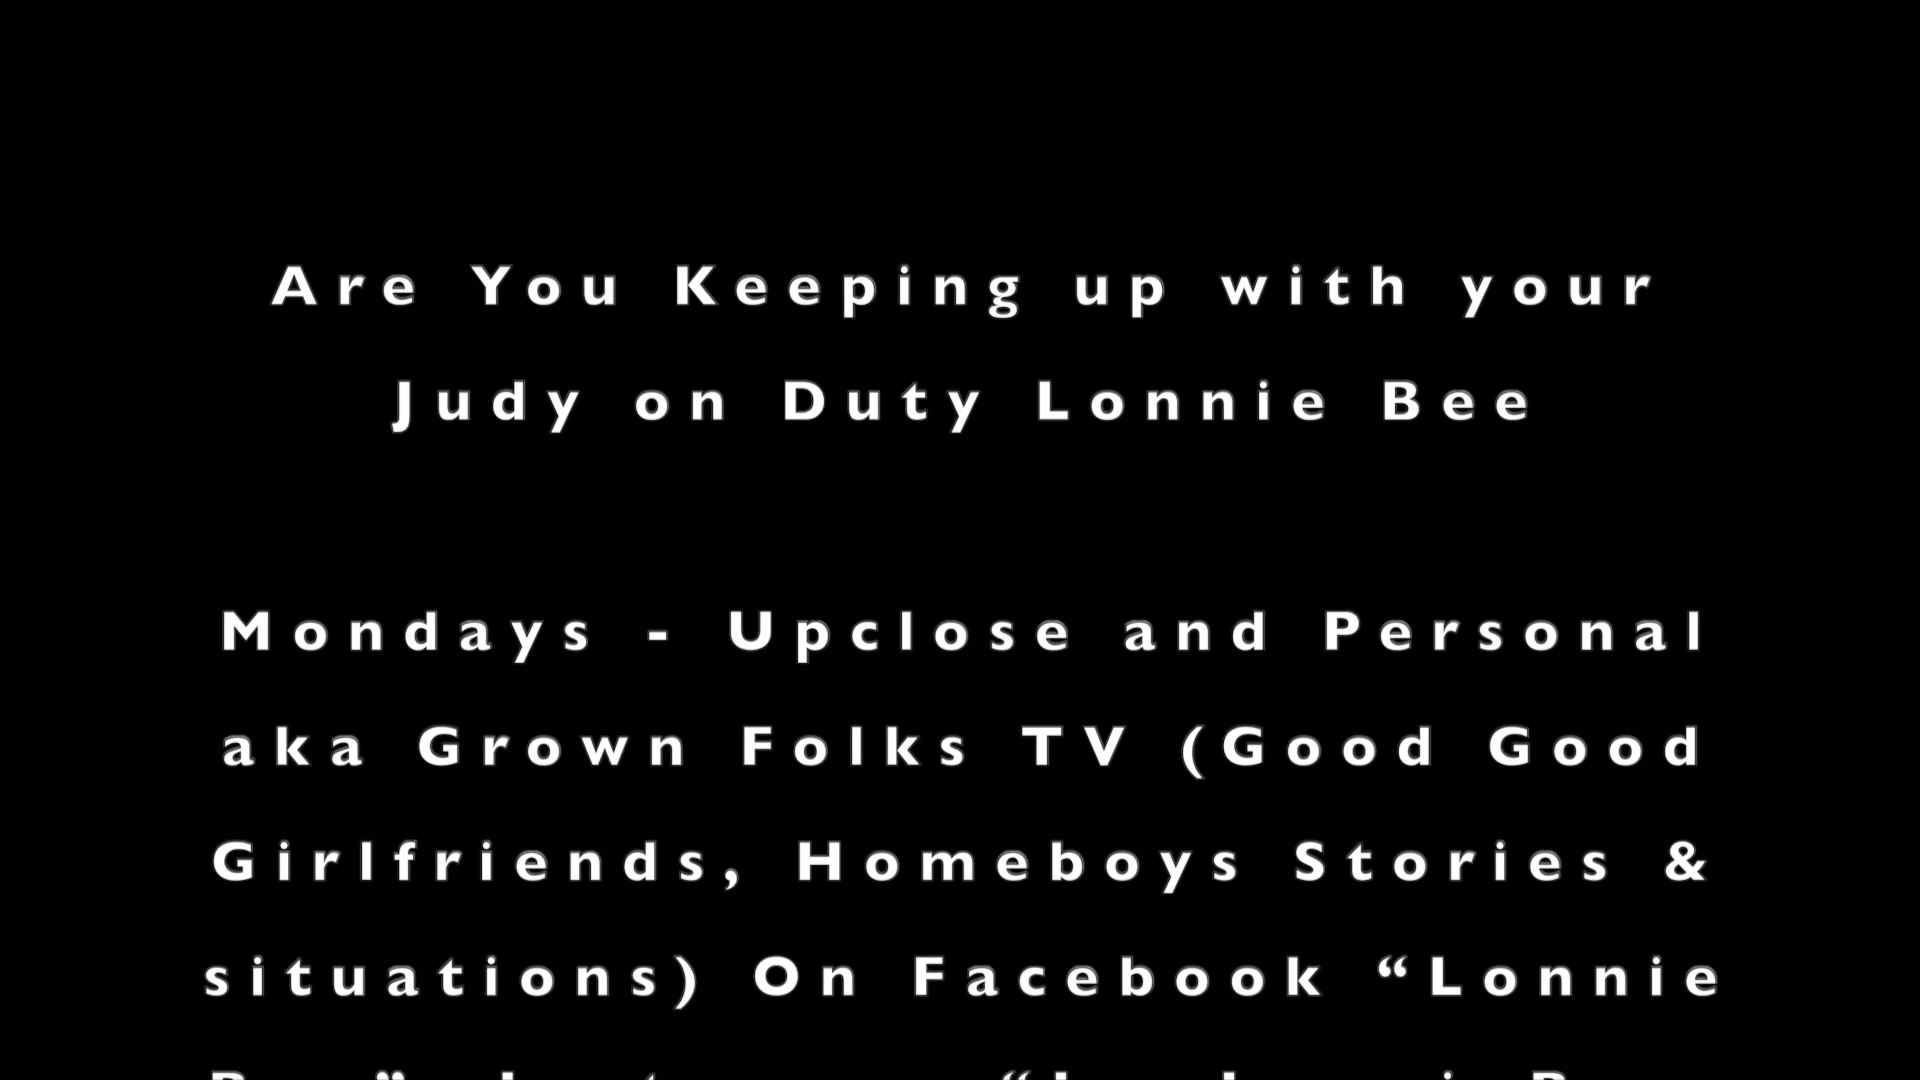 Are You Keeping up with your
Judy on Duty Lonnie Bee
Mondays - Upclose and Personal
aka Grown Folks TV (Good Good
Girlfriends, Homeboys Stories &
situations) On Facebook “Lonnie